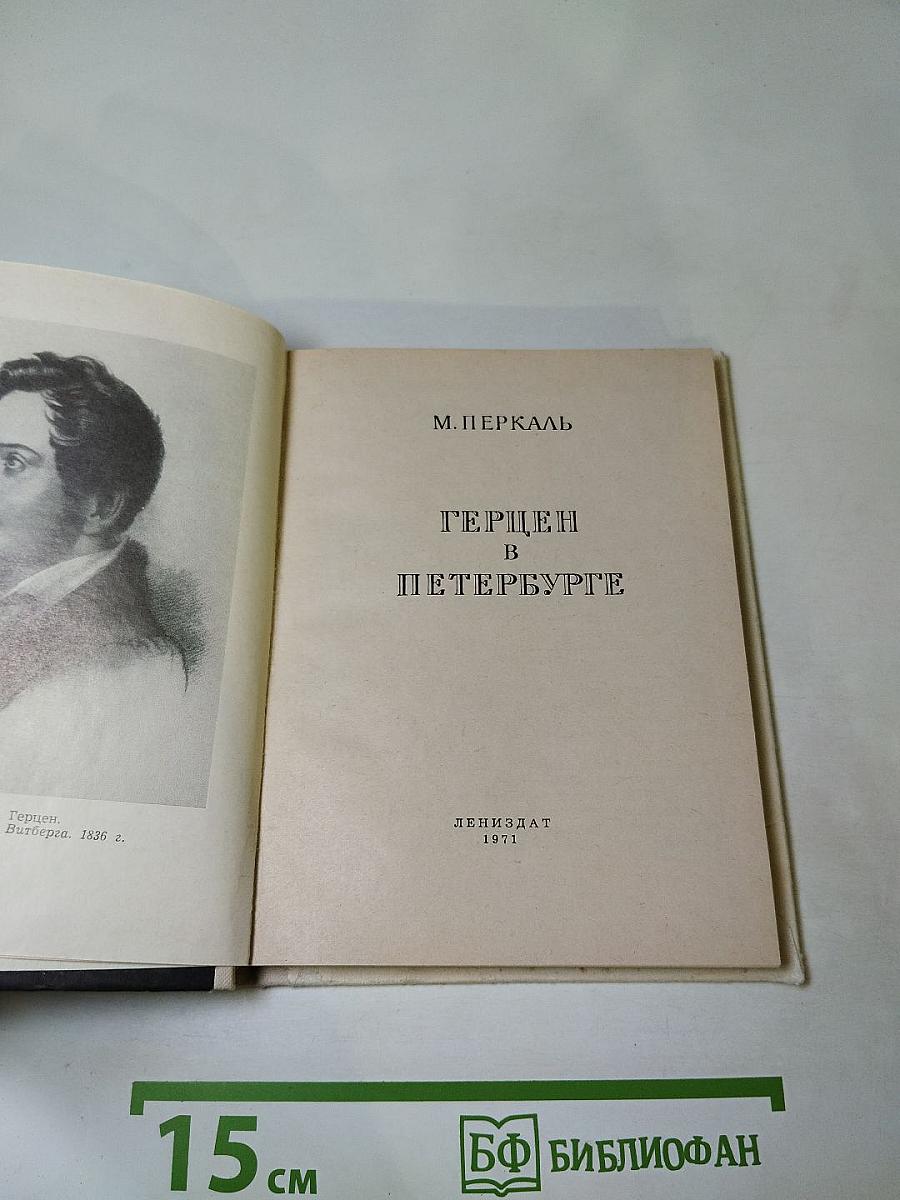 Герцен.
Витберга. 1836 г.
М. ПЕРКАЛЬ
ГЕРЦЕН
В
ПЕТЕРБУРГЕ
ЛЕНИЗДАТ
1971
15 см
БФ БИБЛИОФАН